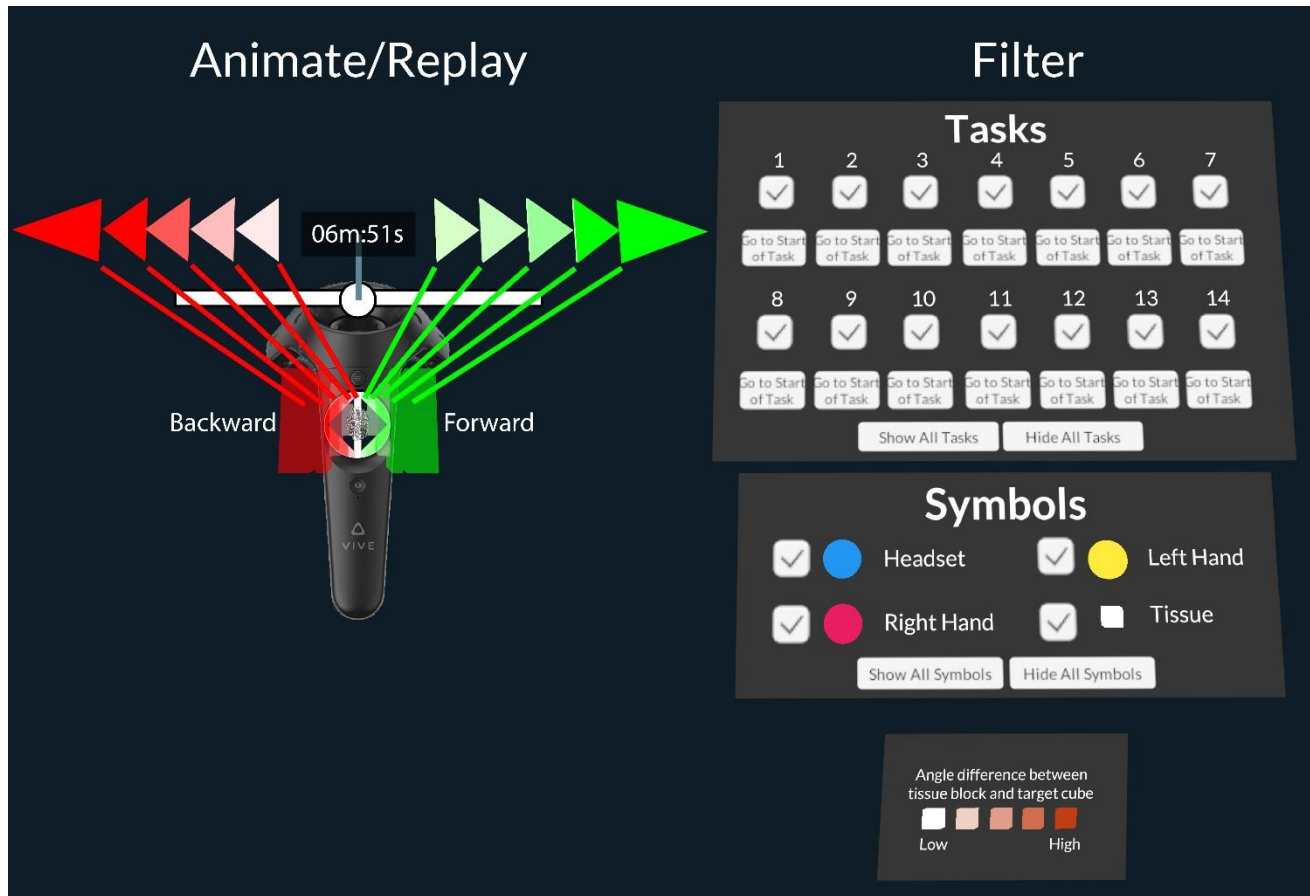 Animate/Replay
06m:51s
Backward
Forward
VIVE
Filter
Tasks
1 2 3 4 5 6 7
Go to Start Go to Start Go to Start Go to Start Go to Start Go to Start Go to Start
of Task of Task of Task of Task of Task of Task of Task
8 9 10 11 12 13 14
Go to Start Go to Start Go to Start Go to Start Go to Start Go to Start Go to Start
of Task of Task of Task of Task of Task of Task of Task
Show All Tasks Hide All Tasks
Symbols
Headset Left Hand
Right Hand Tissue
Show All Symbols Hide All Symbols
Angle difference between
tissue block and target cube
Low High